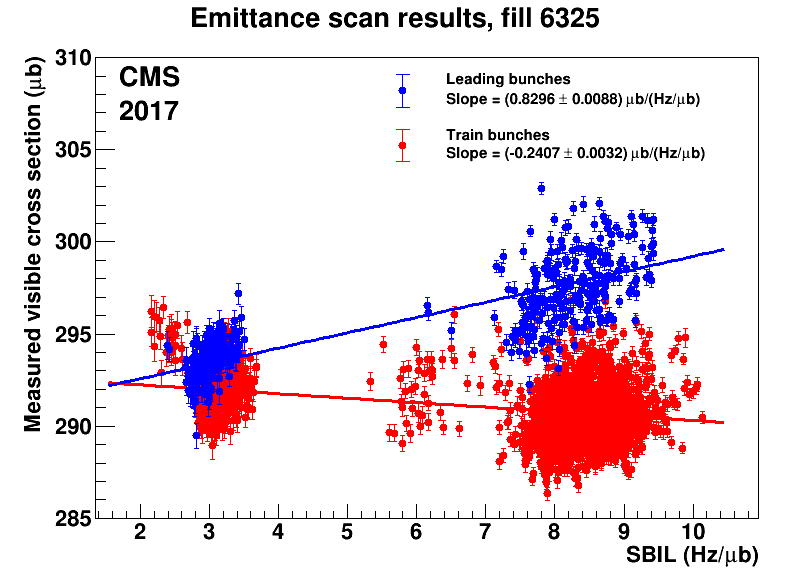 Emittance scan results, fill 6325
Measured visible cross section (μb)
310
305
300
295
290
285
CMS
2017
Leading bunches
Slope = (0.8296 ± 0.0088) μb/(Hz/μb)
Train bunches
Slope = (-0.2407 ± 0.0032) μb/(Hz/μb)
2 3 4 5 6 7 8 9 10
SBIL (Hz/μb)